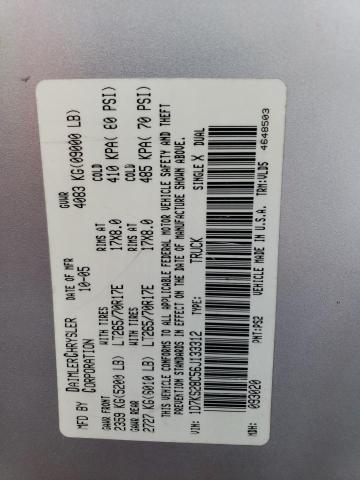 MFD BY DAIMLERCHRYSLER CORPORATION
DATE OF MFR 10-05
GVWR 4083 KG(09000 LB)
GAWR FRONT WITH TIRES RIMS AT COLD
2359 KG(5200 LB) LT265/70R17E 17X8.0 410 KPA( 60 PSI)
GAWR REAR WITH TIRES RIMS AT COLD
2727 KG(6010 LB) LT265/70R17E 17X8.0 485 KPA( 70 PSI)
THIS VEHICLE CONFORMS TO ALL APPLICABLE FEDERAL MOTOR VEHICLE SAFETY AND THEFT
PREVENTION STANDARDS IN EFFECT ON THE DATE OF MANUFACTURE SHOWN ABOVE.
VIN: 1D7KS28C56J133312 TYPE: TRUCK SINGLE X DUAL
MDH: 093020 PNT:PS2 VEHICLE MADE IN U.S.A. TRM:VLD5
4648503